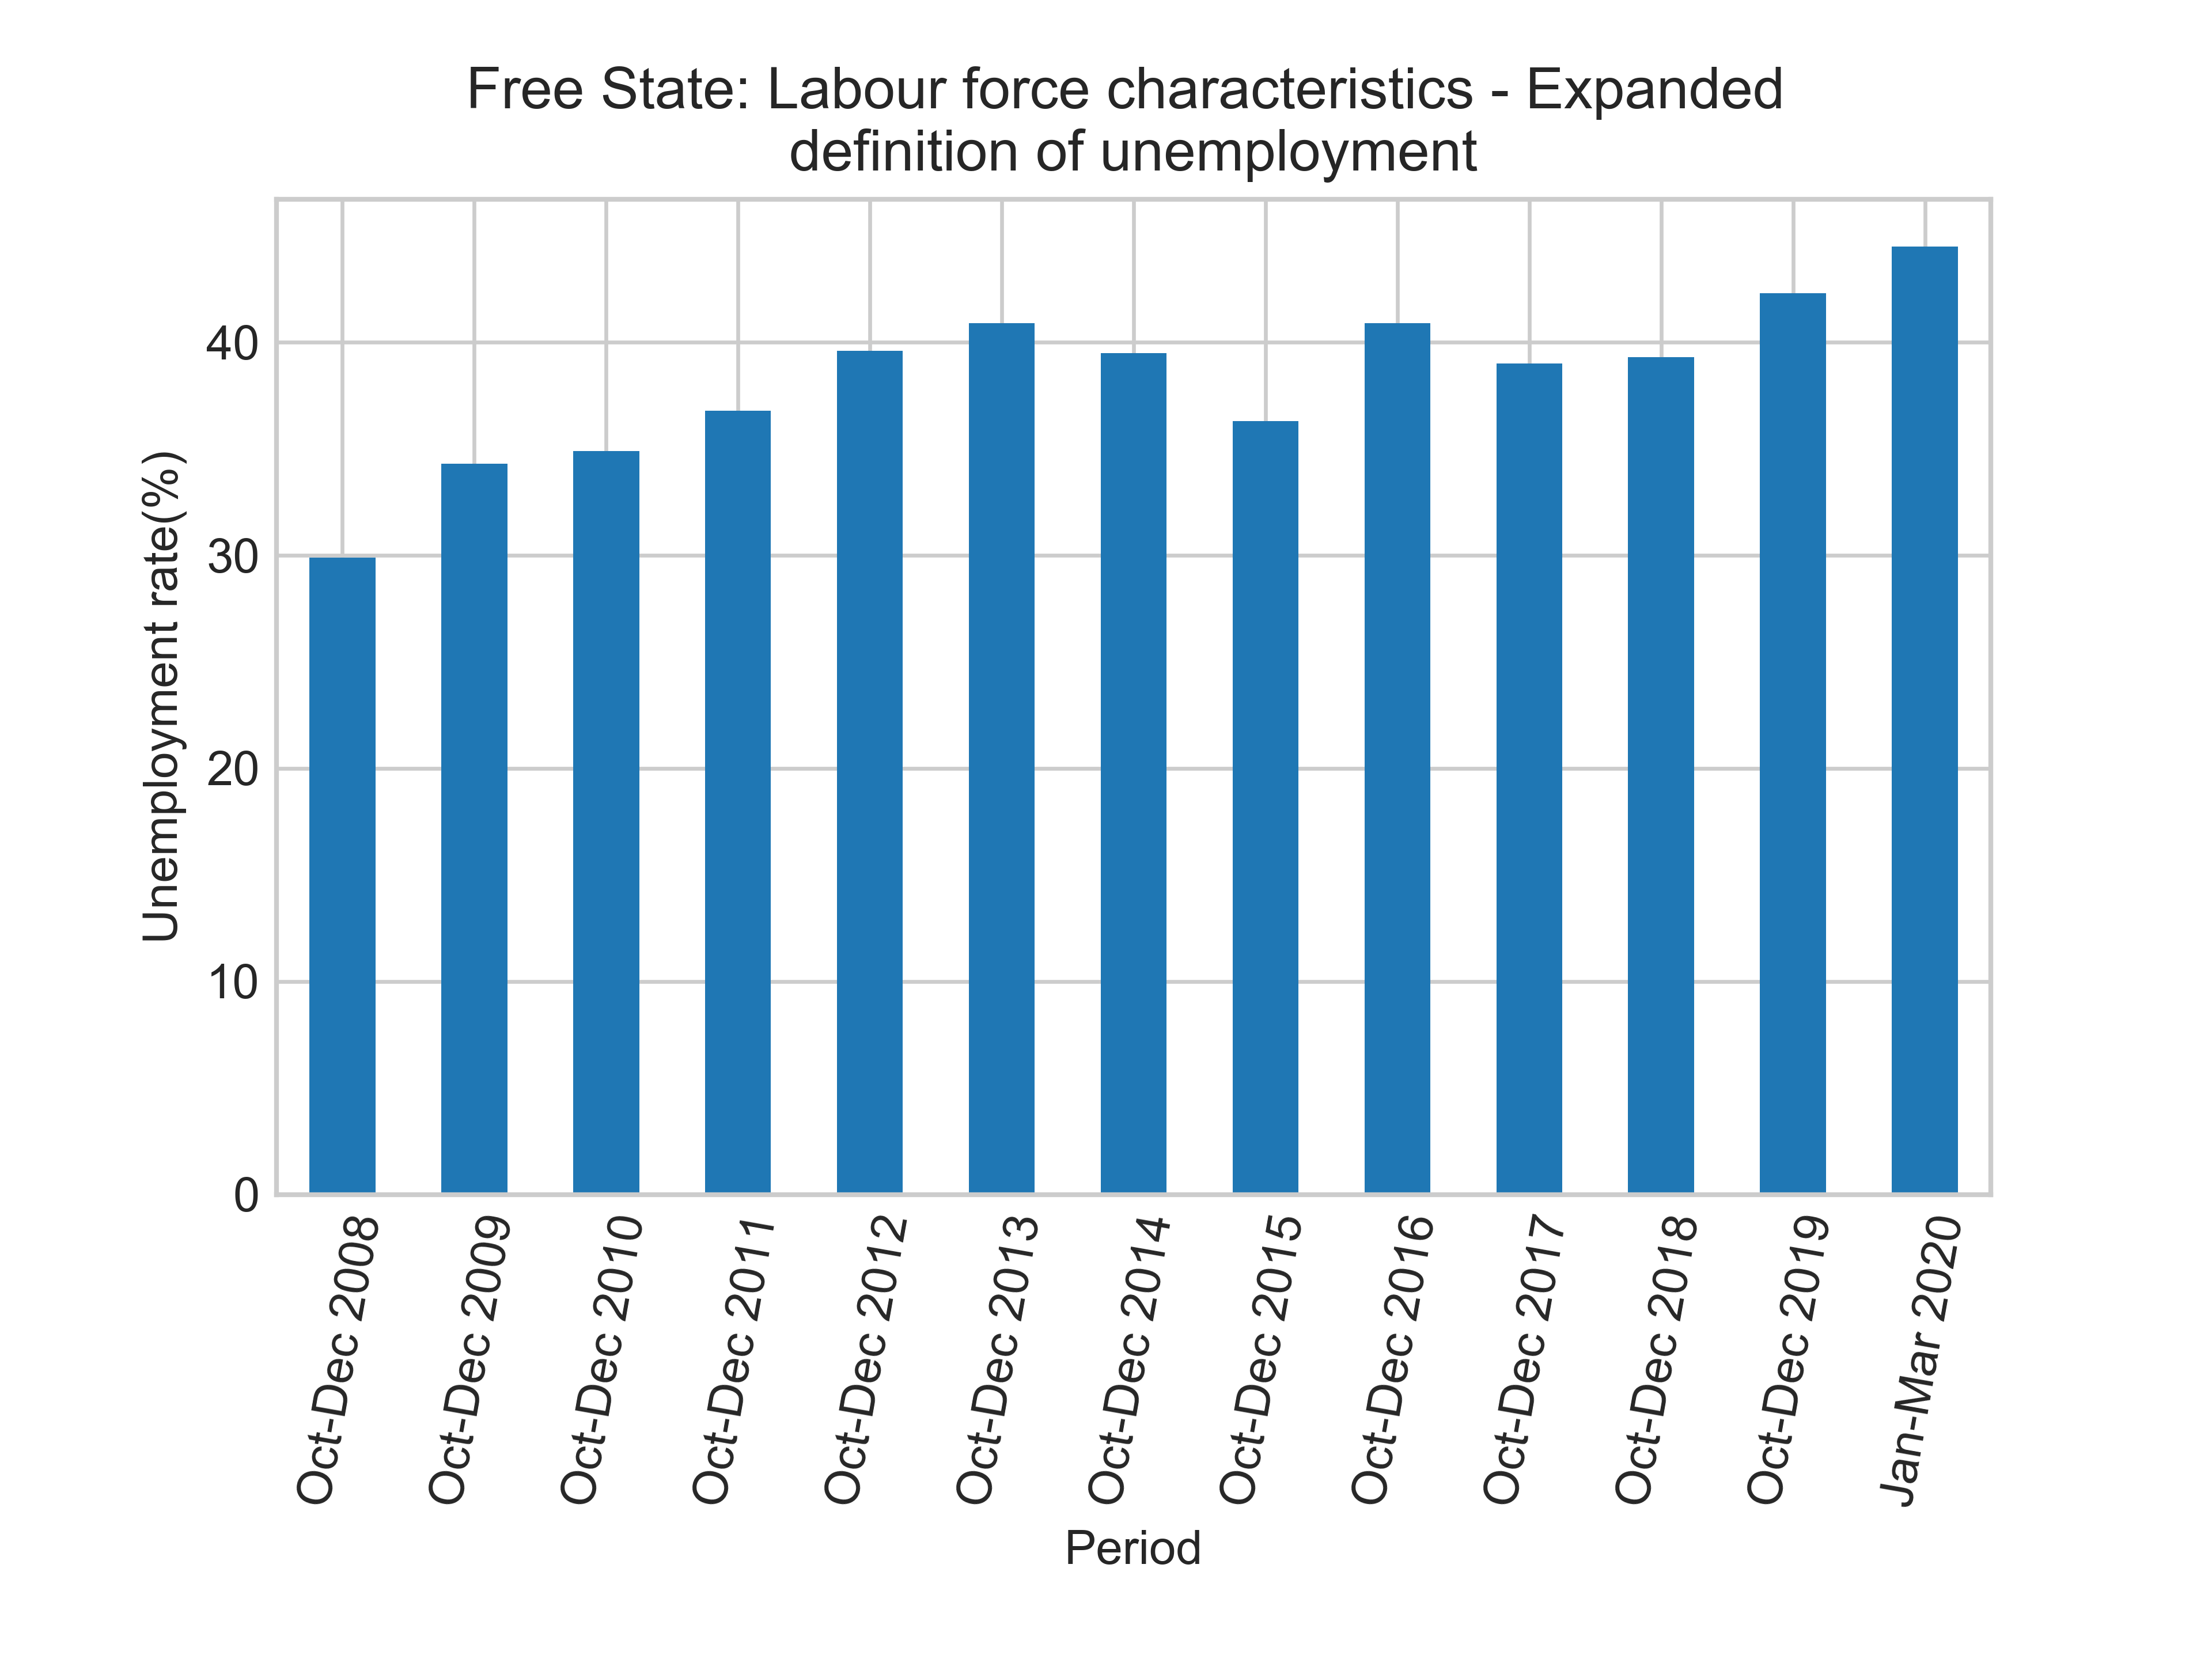 Free State: Labour force characteristics - Expanded
definition of unemployment
Unemployment rate(%)
40
30
20
10
0
Oct-Dec 2008
Oct-Dec 2009
Oct-Dec 2010
Oct-Dec 2011
Oct-Dec 2012
Oct-Dec 2013
Oct-Dec 2014
Oct-Dec 2015
Oct-Dec 2016
Oct-Dec 2017
Oct-Dec 2018
Oct-Dec 2019
Jan-Mar 2020
Period